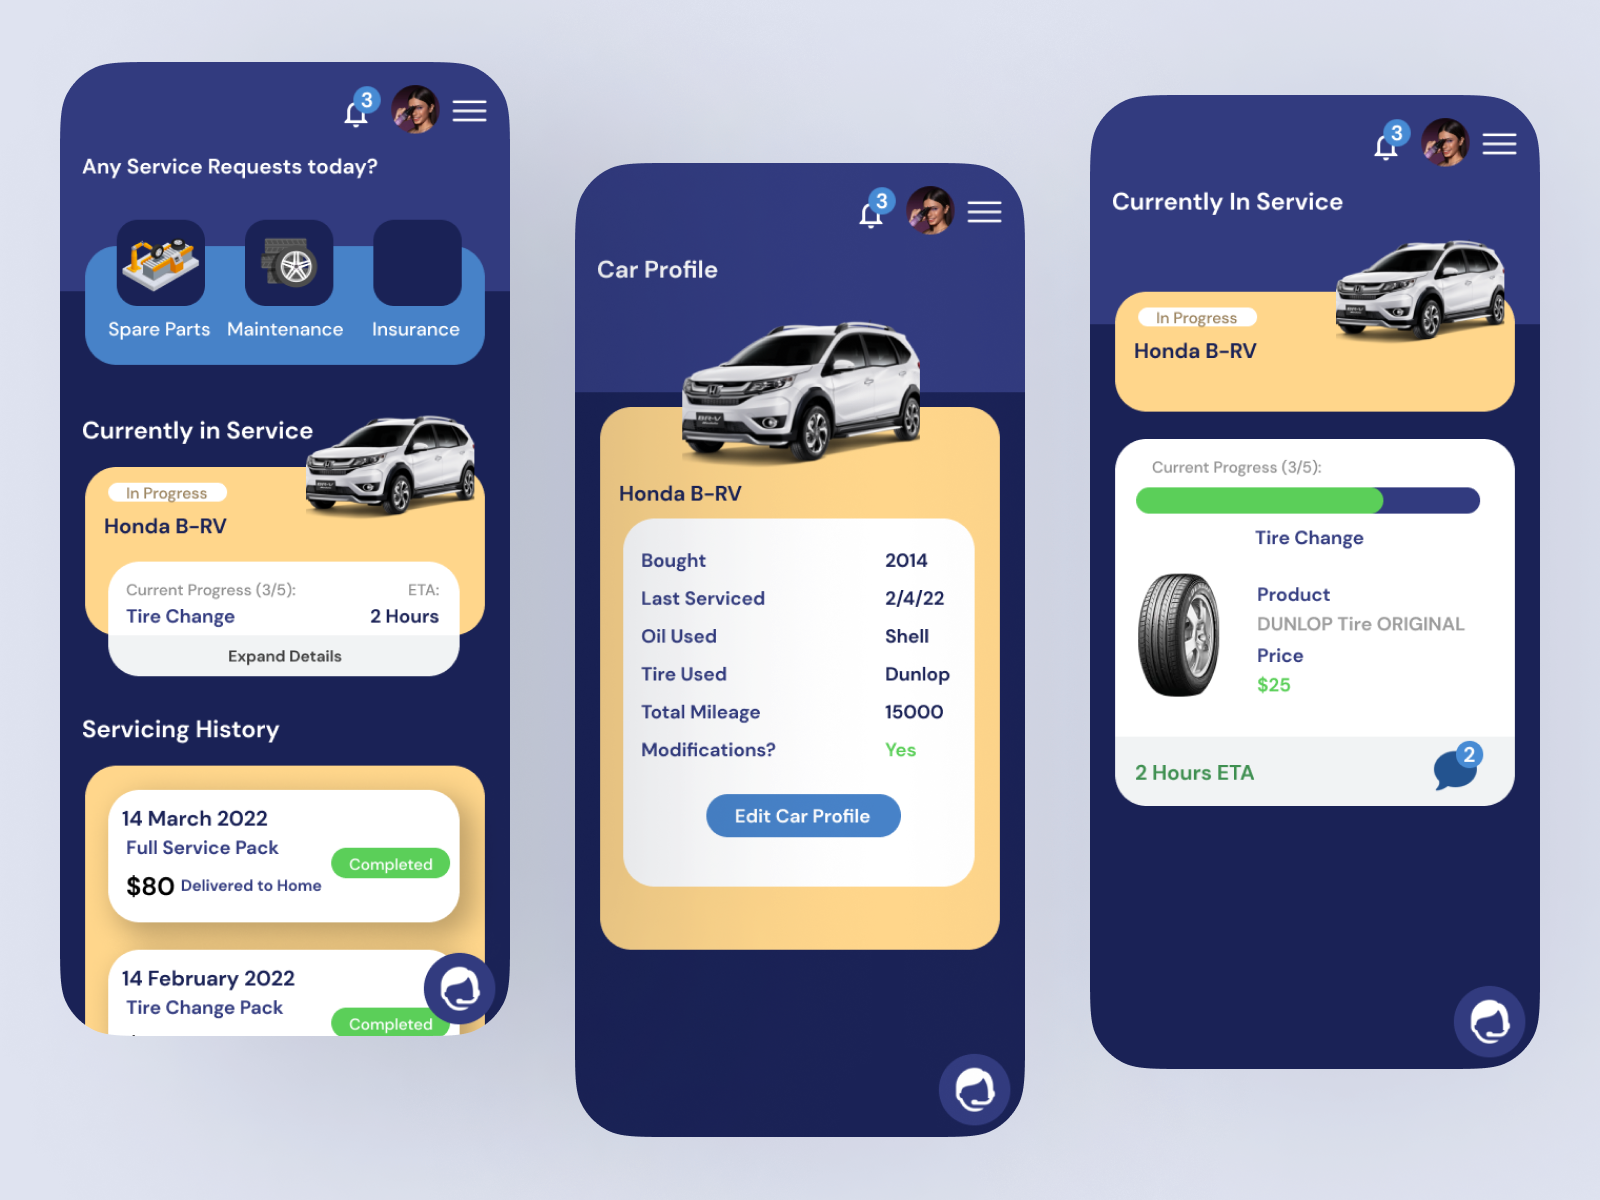 3
Any Service Requests today?
Spare Parts
Maintenance
Insurance
Currently in Service
In Progress
Honda B-RV
Current Progress (3/5):
ETA:
Tire Change
2 Hours
Expand Details
Servicing History
14 March 2022
Full Service Pack
Completed
$80 Delivered to Home
14 February 2022
Tire Change Pack
Completed
3
Car Profile
BR-V
Honda B-RV
Bought 2014
Last Serviced 2/4/22
Oil Used Shell
Tire Used Dunlop
Total Mileage 15000
Modifications? Yes
Edit Car Profile
3
Currently In Service
In Progress
Honda B-RV
Current Progress (3/5):
Tire Change
Product
DUNLOP Tire ORIGINAL
Price
$25
2 Hours ETA
2